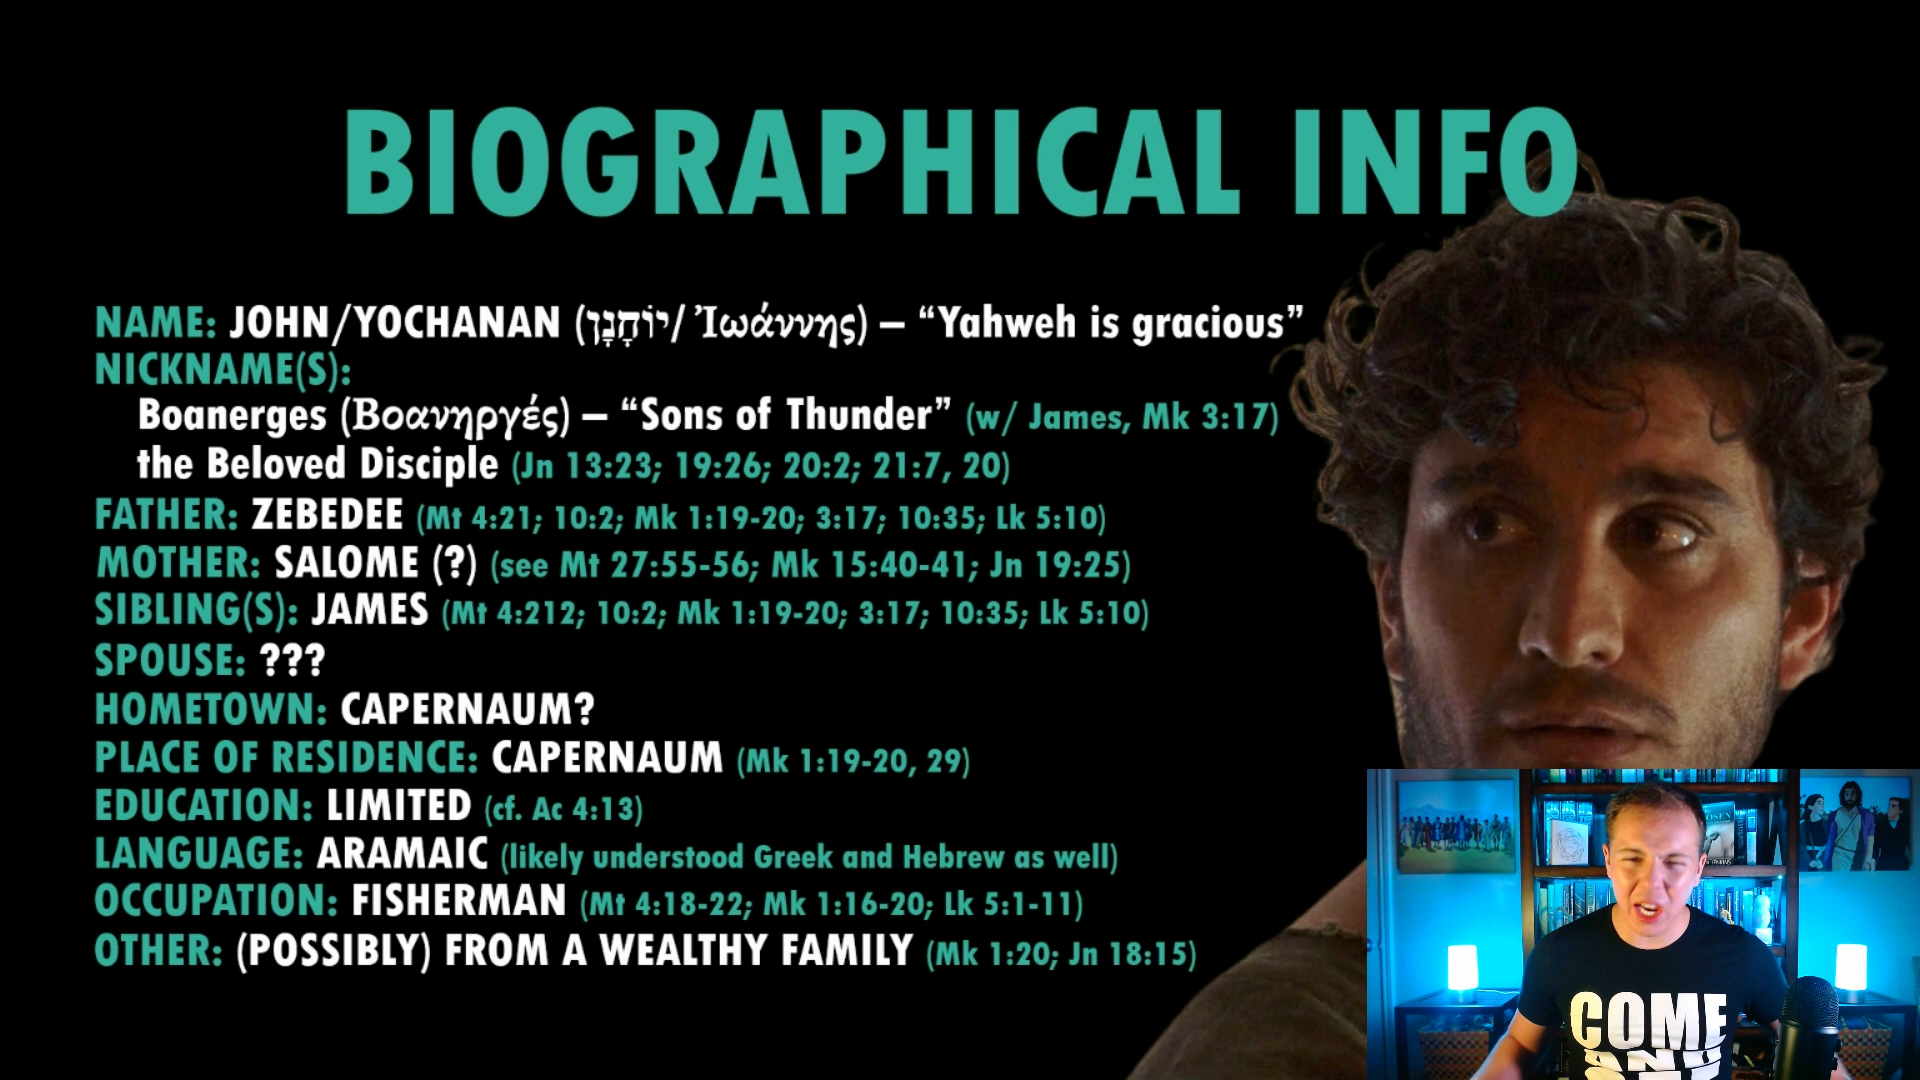 BIOGRAPHICAL INFO
NAME: JOHN/YOCHANAN (יוֹחָנָן/ Ἰωάννης) – “Yahweh is gracious”
NICKNAME(S):
Boanerges (Βοανηργές) – “Sons of Thunder” (w/ James, Mk 3:17)
the Beloved Disciple (Jn 13:23; 19:26; 20:2; 21:7, 20)
FATHER: ZEBEDEE (Mt 4:21; 10:2; Mk 1:19-20; 3:17; 10:35; Lk 5:10)
MOTHER: SALOME (?) (see Mt 27:55-56; Mk 15:40-41; Jn 19:25)
SIBLING(S): JAMES (Mt 4:212; 10:2; Mk 1:19-20; 3:17; 10:35; Lk 5:10)
SPOUSE: ???
HOMETOWN: CAPERNAUM?
PLACE OF RESIDENCE: CAPERNAUM (Mk 1:19-20, 29)
EDUCATION: LIMITED (cf. Ac 4:13)
LANGUAGE: ARAMAIC (likely understood Greek and Hebrew as well)
OCCUPATION: FISHERMAN (Mt 4:18-22; Mk 1:16-20; Lk 5:1-11)
OTHER: (POSSIBLY) FROM A WEALTHY FAMILY (Mk 1:20; Jn 18:15)
COME
AND